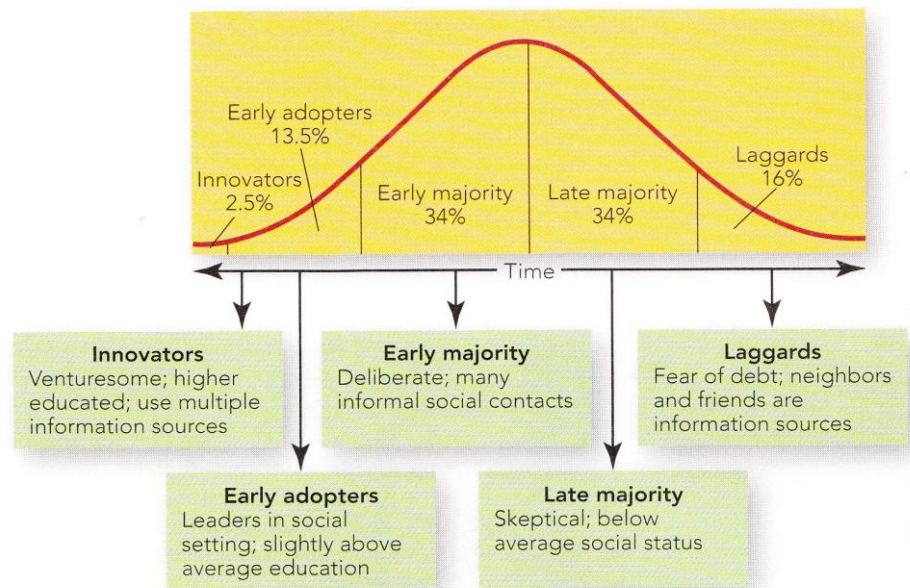 Early adopters
13.5%
Innovators
2.5%
Early majority
34%
Late majority
34%
Laggards
16%
Time
Innovators
Venturesome; higher
educated; use multiple
information sources
Early majority
Deliberate; many
informal social contacts
Laggards
Fear of debt; neighbors
and friends are
information sources
Early adopters
Leaders in social
setting; slightly above
average education
Late majority
Skeptical; below
average social status